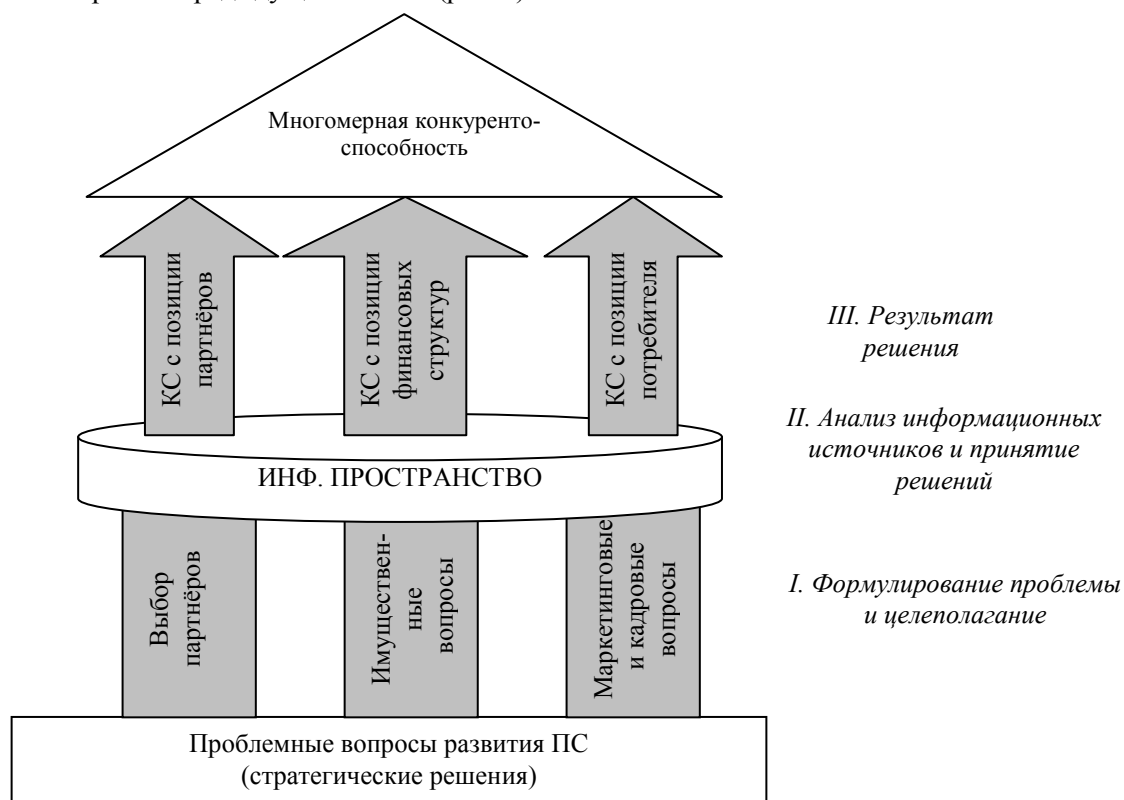 Многомерная конкуренто-
способность
КС с позиции
партнёров
КС с позиции
финансовых
структур
КС с позиции
потребителя
III. Результат
решения
II. Анализ информационных
источников и принятие
решений
ИНФ. ПРОСТРАНСТВО
Выбор
партнёров
Имуществен-
ные
вопросы
Маркетинговые
и кадровые
вопросы
I. Формулирование проблемы
и целеполагание
Проблемные вопросы развития ПС
(стратегические решения)